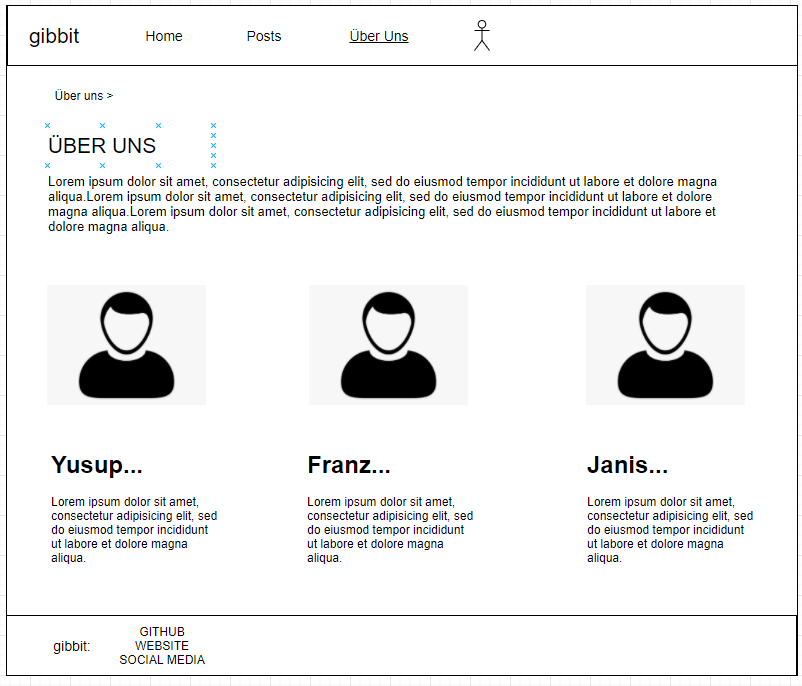 gibbit Home Posts Über Uns
Über uns >
ÜBER UNS
Lorem ipsum dolor sit amet, consectetur adipisicing elit, sed do eiusmod tempor incididunt ut labore et dolore magna
aliqua.Lorem ipsum dolor sit amet, consectetur adipisicing elit, sed do eiusmod tempor incididunt ut labore et dolore
magna aliqua.Lorem ipsum dolor sit amet, consectetur adipisicing elit, sed do eiusmod tempor incididunt ut labore et
dolore magna aliqua.
Yusup...
Lorem ipsum dolor sit amet,
consectetur adipisicing elit, sed
do eiusmod tempor incididunt
ut labore et dolore magna
aliqua.
Franz...
Lorem ipsum dolor sit amet,
consectetur adipisicing elit, sed
do eiusmod tempor incididunt
ut labore et dolore magna
aliqua.
Janis...
Lorem ipsum dolor sit amet,
consectetur adipisicing elit, sed
do eiusmod tempor incididunt
ut labore et dolore magna
aliqua.
gibbit:
GITHUB
WEBSITE
SOCIAL MEDIA